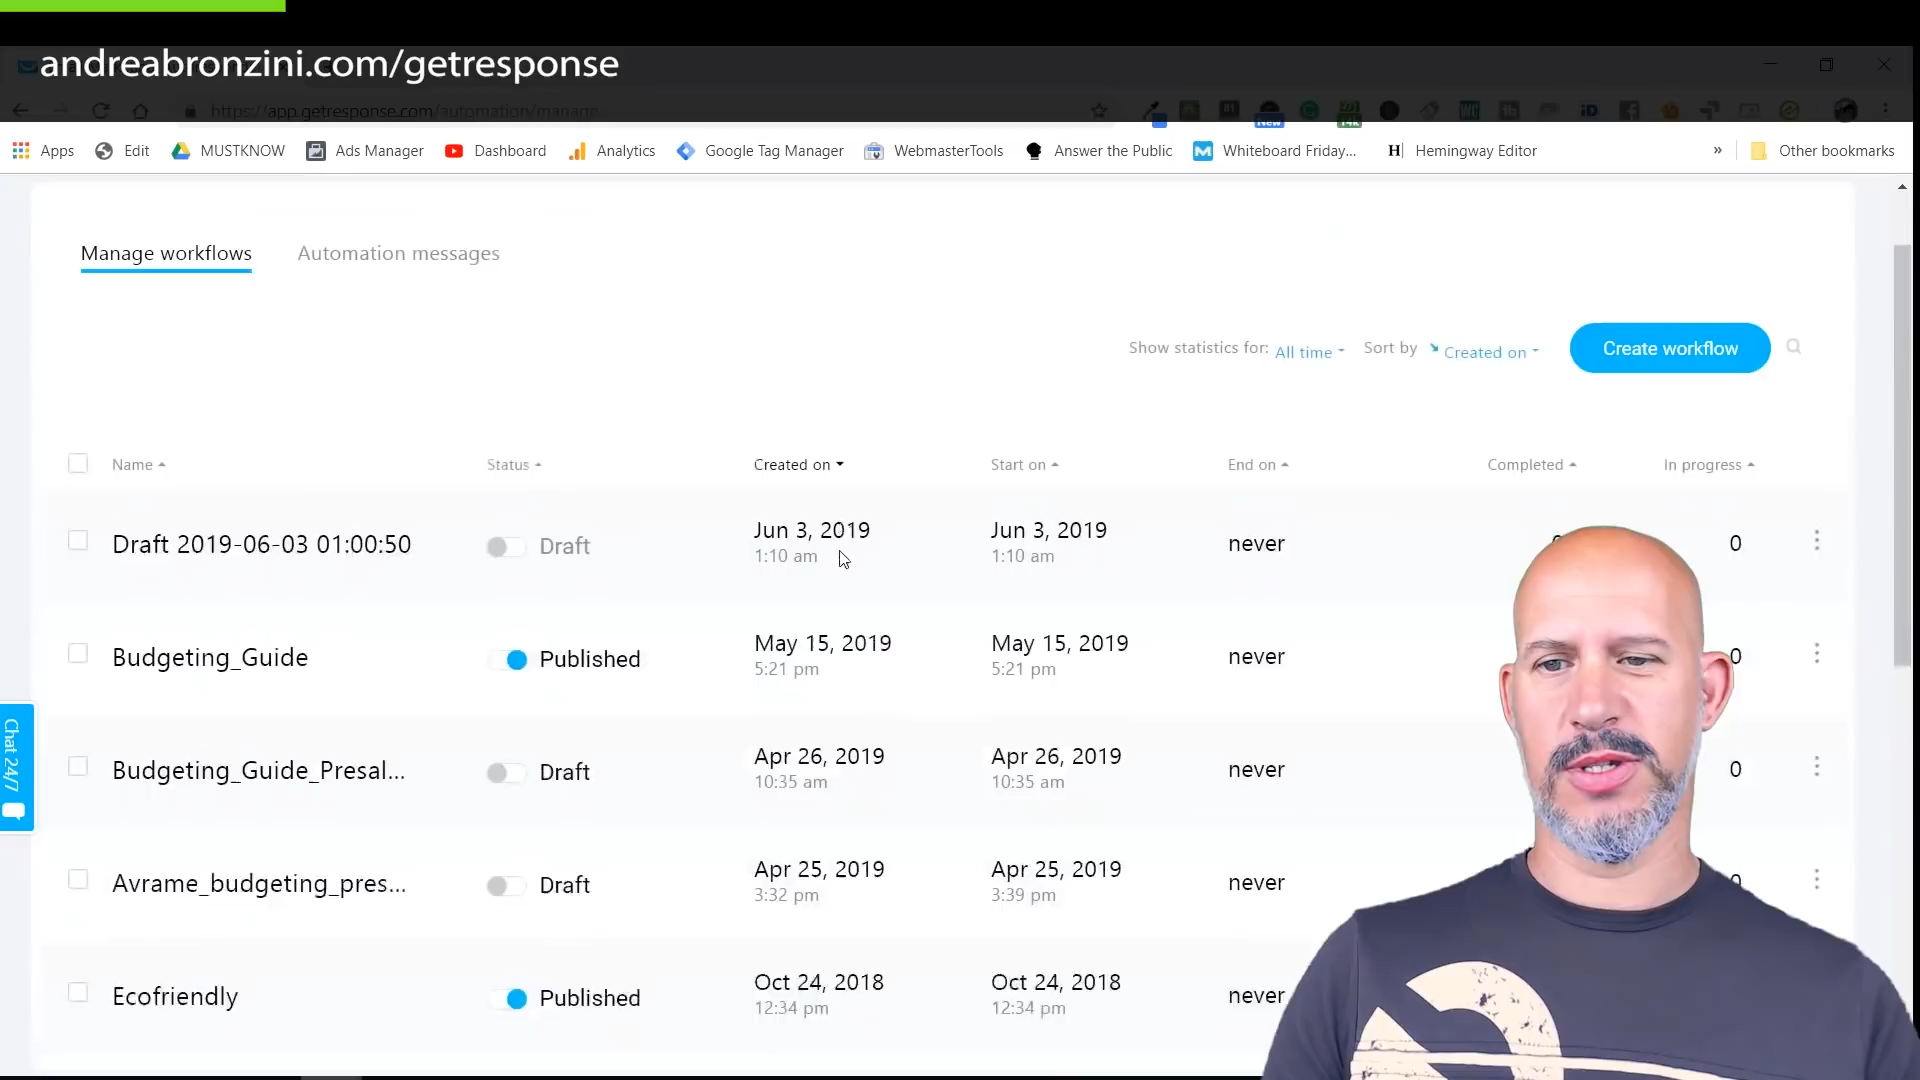 andreabronzini.com/getresponse
https://app.getresponse.com/automation/manage
Apps Edit MUSTKNOW Ads Manager Dashboard Analytics Google Tag Manager WebmasterTools Answer the Public Whiteboard Friday... H Hemingway Editor » Other bookmarks
Manage workflows Automation messages
Show statistics for: All time Sort by Created on Create workflow
Name Status Created on Start on End on Completed In progress
Draft 2019-06-03 01:00:50 Draft Jun 3, 2019 Jun 3, 2019 never 0
1:10 am 1:10 am
Budgeting_Guide Published May 15, 2019 May 15, 2019 never 0
5:21 pm 5:21 pm
Budgeting_Guide_Presal... Draft Apr 26, 2019 Apr 26, 2019 never 0
10:35 am 10:35 am
Avrame_budgeting_pres... Draft Apr 25, 2019 Apr 25, 2019 never
3:32 pm 3:39 pm
Ecofriendly Published Oct 24, 2018 Oct 24, 2018 never
12:34 pm 12:34 pm
Chat 24/7